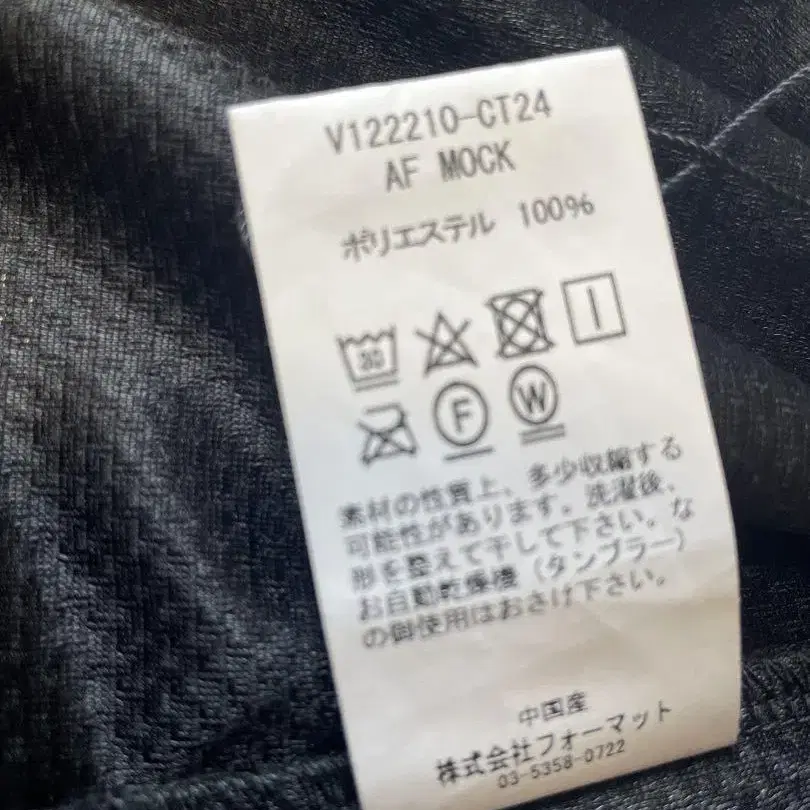 V122210-CT24
AF MOCK
ポリエステル 100%
30
F W
素材の性質上、多少収縮する
可能性があります。洗濯後、
形を整えて干して下さい。な
お自動乾燥機（タンブラー）
の御使用はおさけ下さい。
中国産
株式会社フォーマット
03-5358-0722